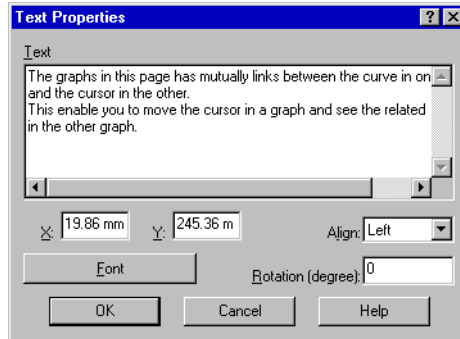 Text Properties
Text
The graphs in this page has mutually links between the curve in on
and the cursor in the other.
This enable you to move the cursor in a graph and see the related
in the other graph.
X: 19.86 mm Y: 245.36 m Align: Left
Font Rotation (degree): 0
OK Cancel Help